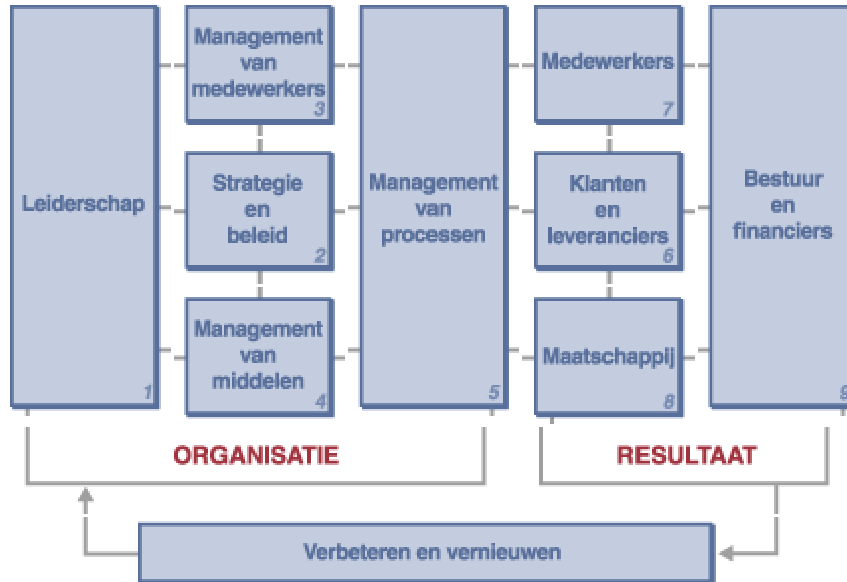 Leiderschap
1
Management
van
medewerkers
3
Strategie
en
beleid
2
Management
van
middelen
4
Management
van
processen
5
Medewerkers
7
Klanten
en
leveranciers
6
Maatschappij
8
Bestuur
en
financiers
9
ORGANISATIE
RESULTAAT
Verbeteren en vernieuwen